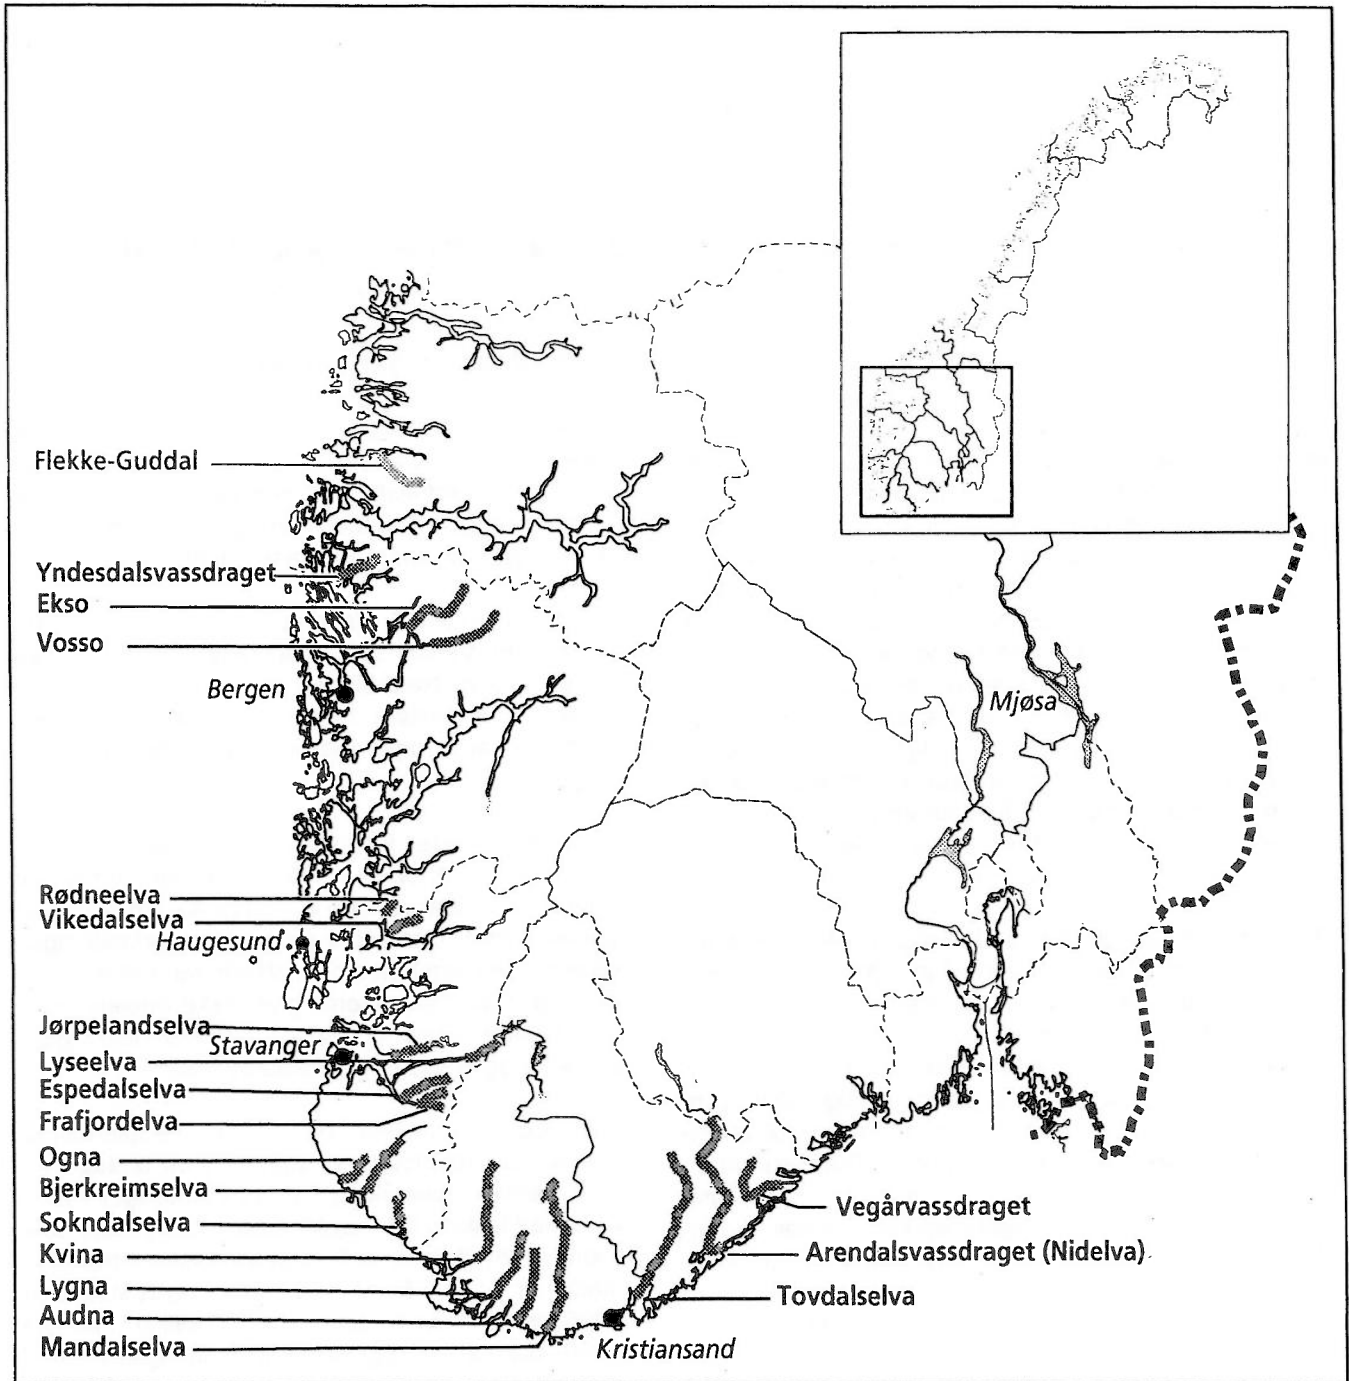 Flekke-Guddal
Yndesdalsvassdraget
Ekso
Vosso
Bergen
Mjøsa
Rødneelva
Vikedalselva
Haugesund
Jørpelandselva
Stavanger
Lyseelva
Espedalselva
Frafjordelva
Ogna
Bjerkreimselva
Sokndalselva
Kvina
Lygna
Audna
Mandalselva
Vegårvassdraget
Arendalsvassdraget (Nidelva)
Tovdalselva
Kristiansand